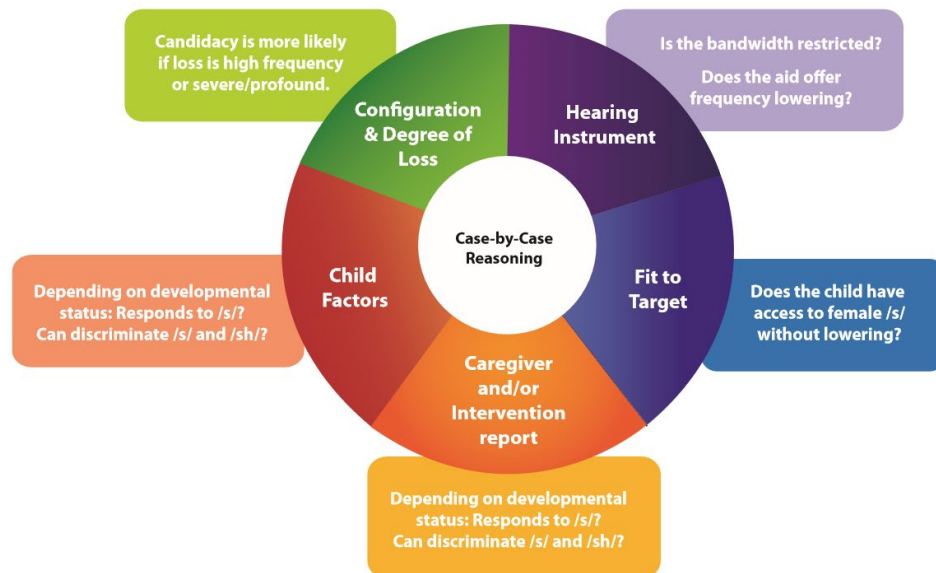 Candidacy is more likely
if loss is high frequency
or severe/profound.
Is the bandwidth restricted?
Does the aid offer
frequency lowering?
Configuration
& Degree of
Loss
Hearing
Instrument
Case-by-Case
Reasoning
Child
Factors
Fit to
Target
Depending on developmental
status: Responds to /s/?
Can discriminate /s/ and /sh/?
Does the child have
access to female /s/
without lowering?
Caregiver
and/or
Intervention
report
Depending on developmental
status: Responds to /s/?
Can discriminate /s/ and /sh/?